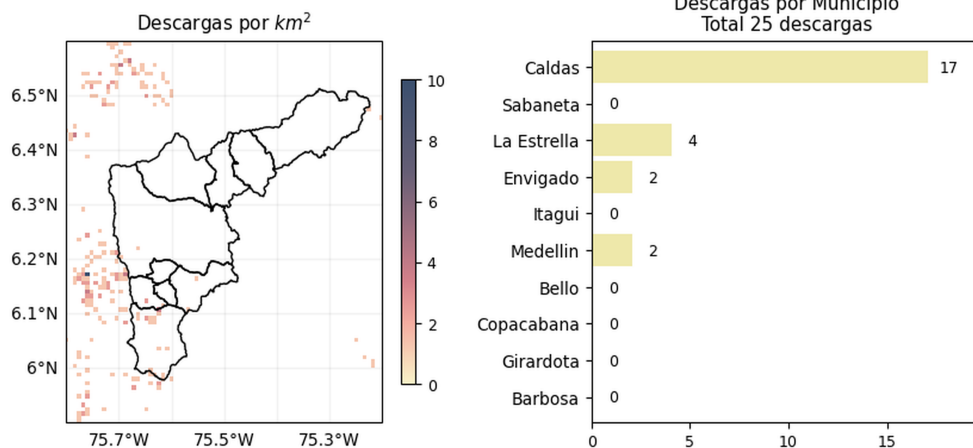 Descargas por km²
6.5°N
6.4°N
6.3°N
6.2°N
6.1°N
6°N
75.7°W 75.5°W 75.3°W
10
8
6
4
2
0
Descargas por Municipio
Total 25 descargas
Caldas 17
Sabaneta 0
La Estrella 4
Envigado 2
Itagui 0
Medellin 2
Bello 0
Copacabana 0
Girardota 0
Barbosa 0
0 5 10 15